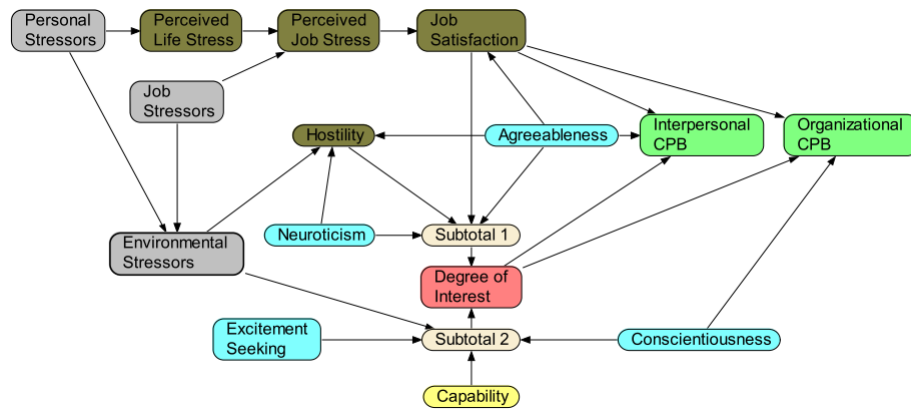 Personal
Stressors
Perceived
Life Stress
Perceived
Job Stress
Job
Satisfaction
Job
Stressors
Hostility
Agreeableness
Interpersonal
CPB
Organizational
CPB
Neuroticism
Subtotal 1
Environmental
Stressors
Degree of
Interest
Excitement
Seeking
Subtotal 2
Conscientiousness
Capability